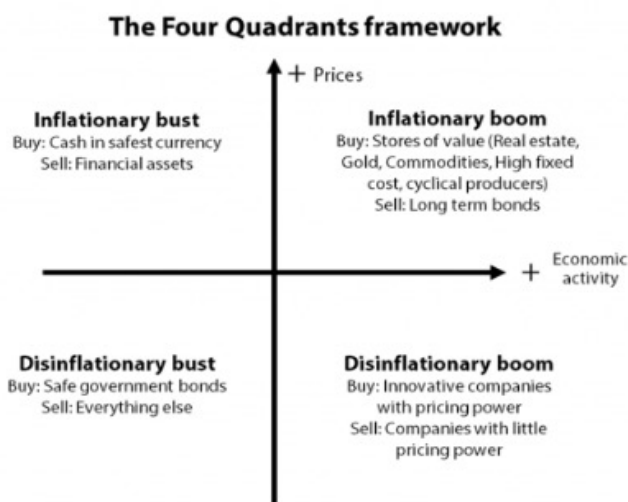 The Four Quadrants framework
+ Prices
Inflationary bust
Buy: Cash in safest currency
Sell: Financial assets
Inflationary boom
Buy: Stores of value (Real estate,
Gold, Commodities, High fixed
cost, cyclical producers)
Sell: Long term bonds
+ Economic
activity
Disinflationary bust
Buy: Safe government bonds
Sell: Everything else
Disinflationary boom
Buy: Innovative companies
with pricing power
Sell: Companies with little
pricing power